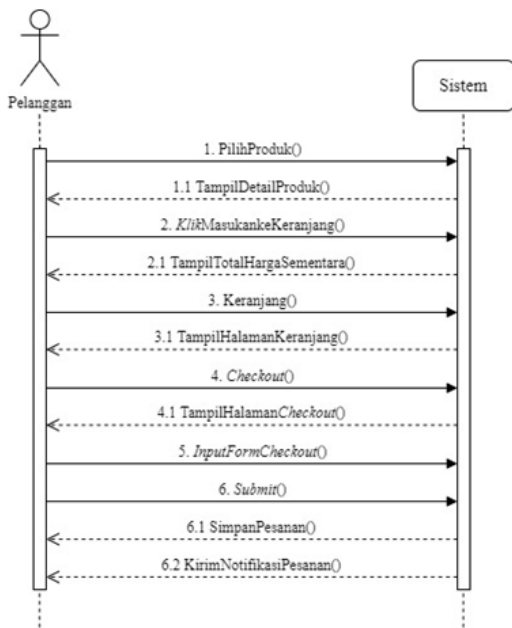 Pelanggan
Sistem
1. PilihProduk()
1.1 TampilDetailProduk()
2. KlikMasukankeKeranjang()
2.1 TampilTotalHargaSementara()
3. Keranjang()
3.1 TampilHalamanKeranjang()
4. Checkout()
4.1 TampilHalamanCheckout()
5. InputFormCheckout()
6. Submit()
6.1 SimpanPesanan()
6.2 KirimNotifikasiPesanan()